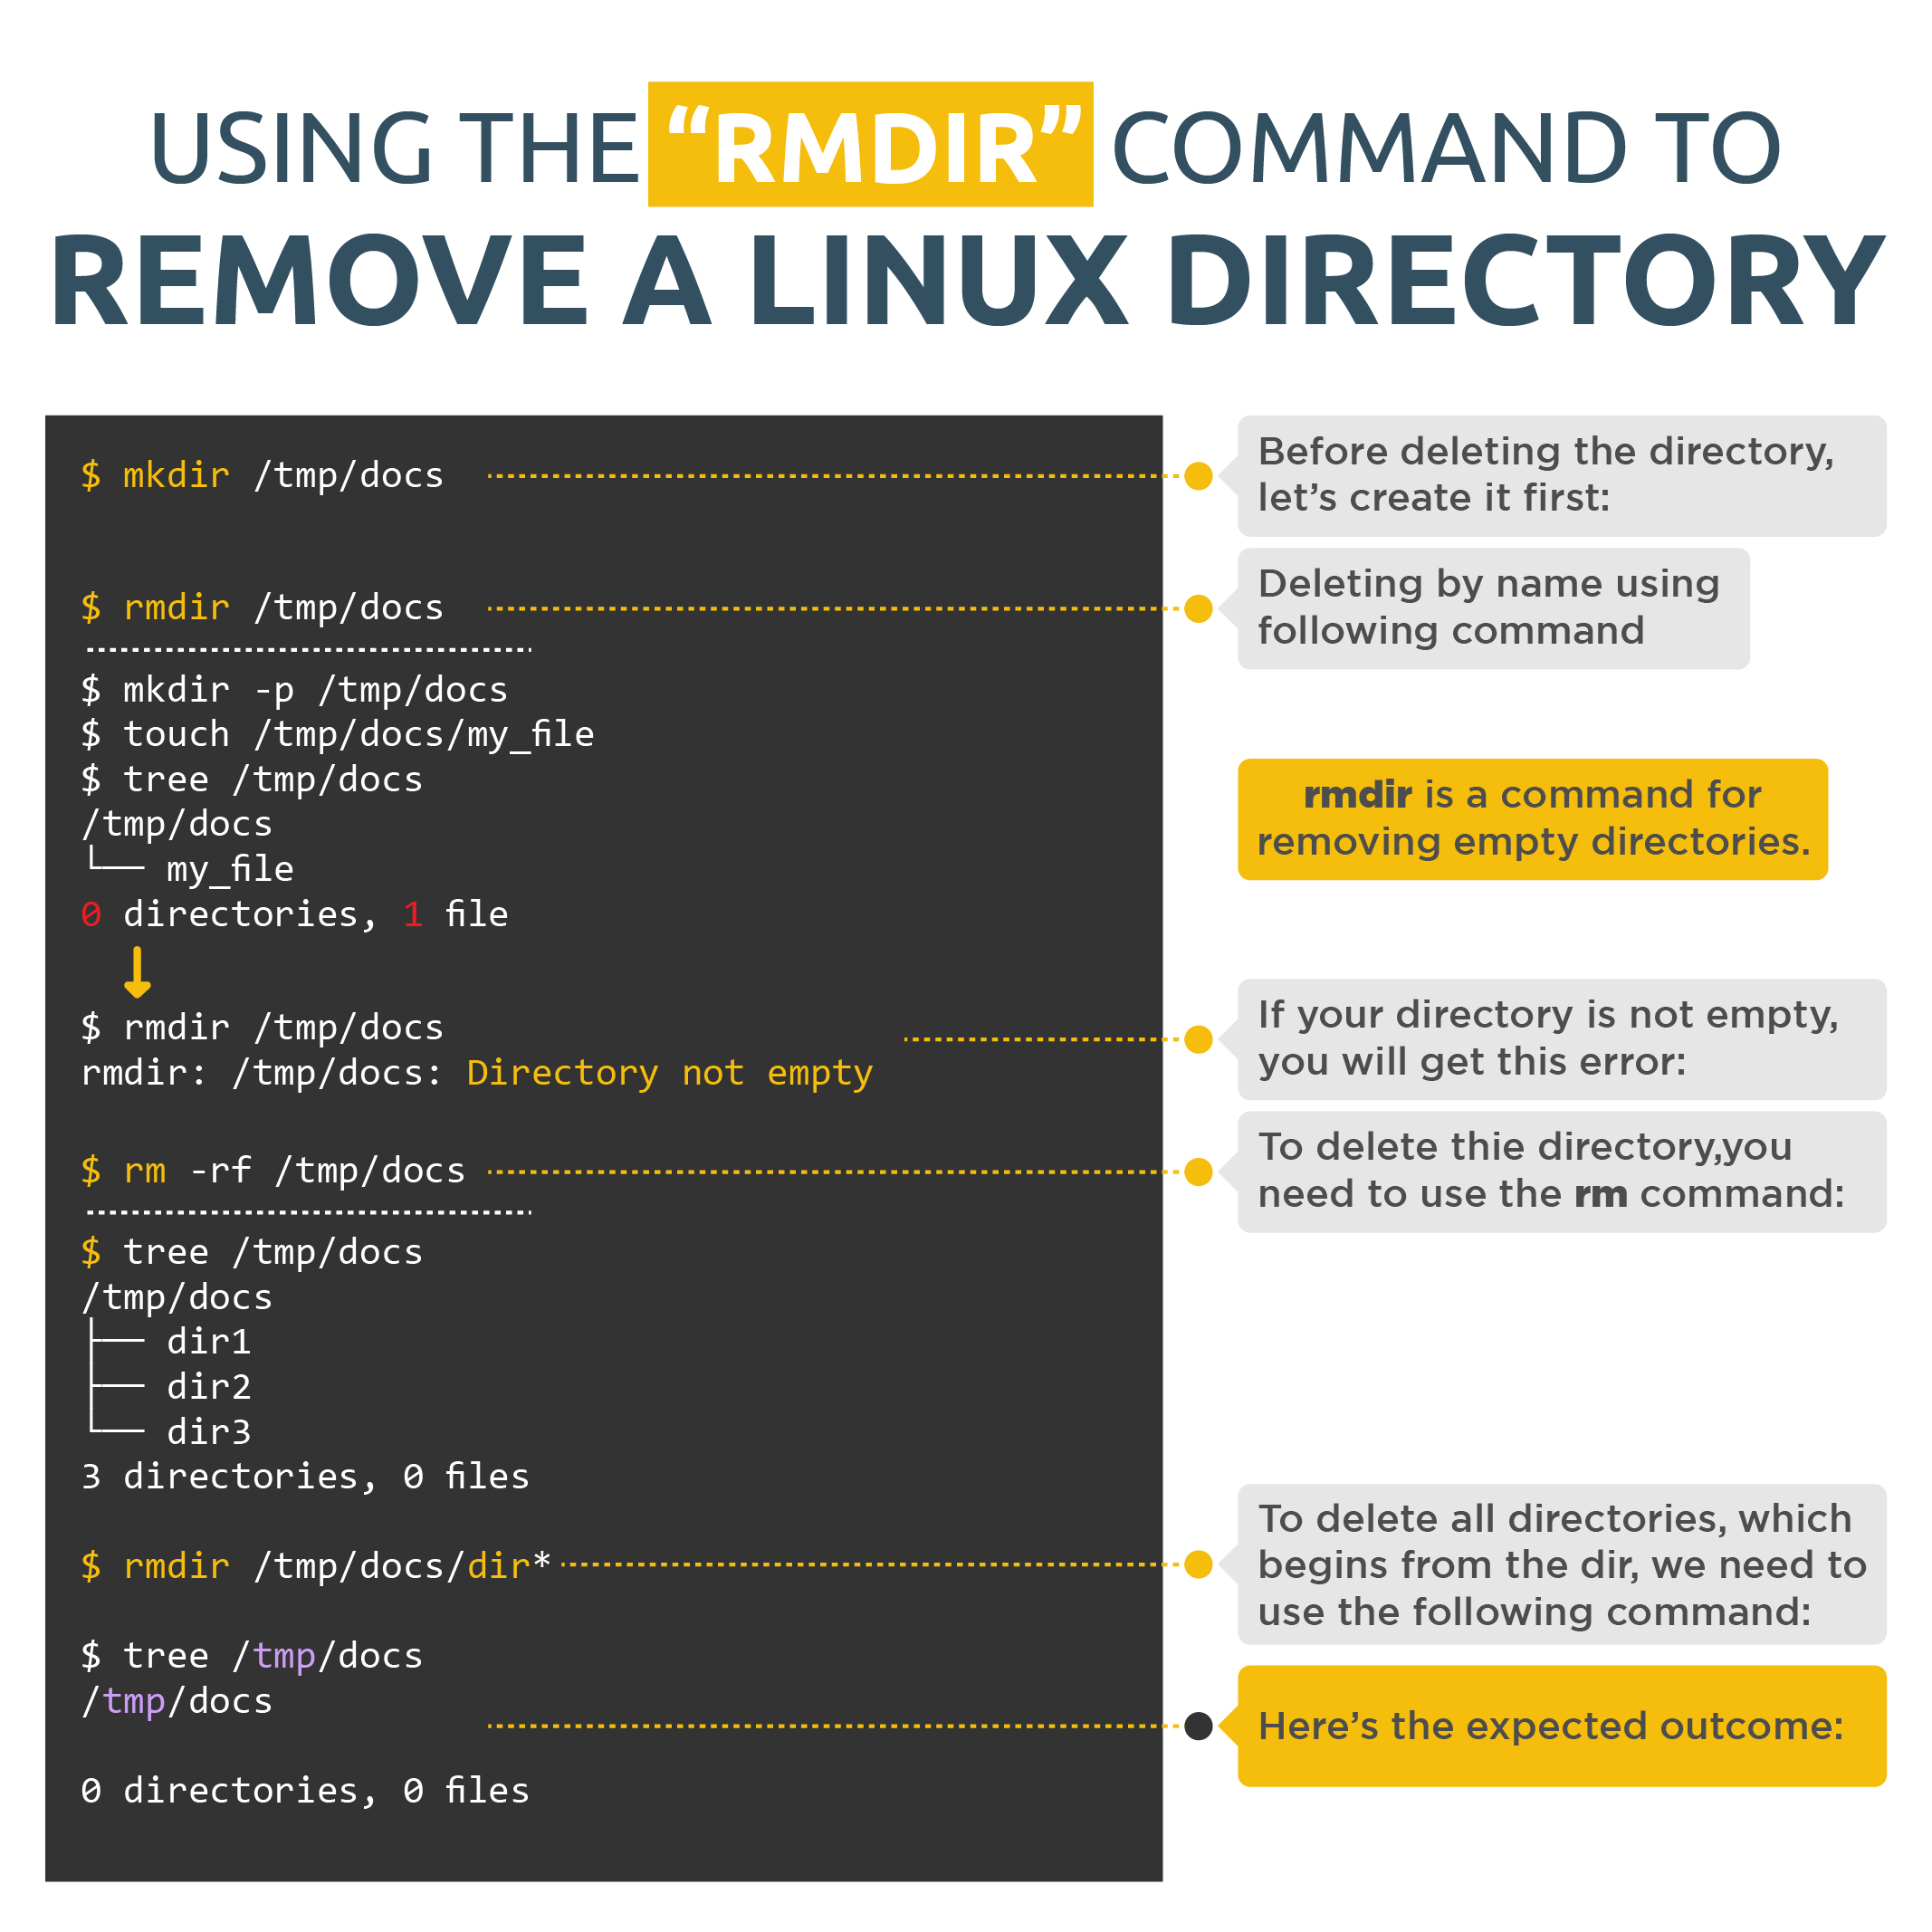 USING THE “RMDIR” COMMAND TO
REMOVE A LINUX DIRECTORY
$ mkdir /tmp/docs
Before deleting the directory,
let’s create it first:
$ rmdir /tmp/docs
Deleting by name using
following command
$ mkdir -p /tmp/docs
$ touch /tmp/docs/my_file
$ tree /tmp/docs
/tmp/docs
└── my_file
0 directories, 1 file
rmdir is a command for
removing empty directories.
$ rmdir /tmp/docs
rmdir: /tmp/docs: Directory not empty
If your directory is not empty,
you will get this error:
$ rm -rf /tmp/docs
To delete thie directory,you
need to use the rm command:
$ tree /tmp/docs
/tmp/docs
├── dir1
├── dir2
└── dir3
3 directories, 0 files
$ rmdir /tmp/docs/dir*
To delete all directories, which
begins from the dir, we need to
use the following command:
$ tree /tmp/docs
/tmp/docs
0 directories, 0 files
Here’s the expected outcome: